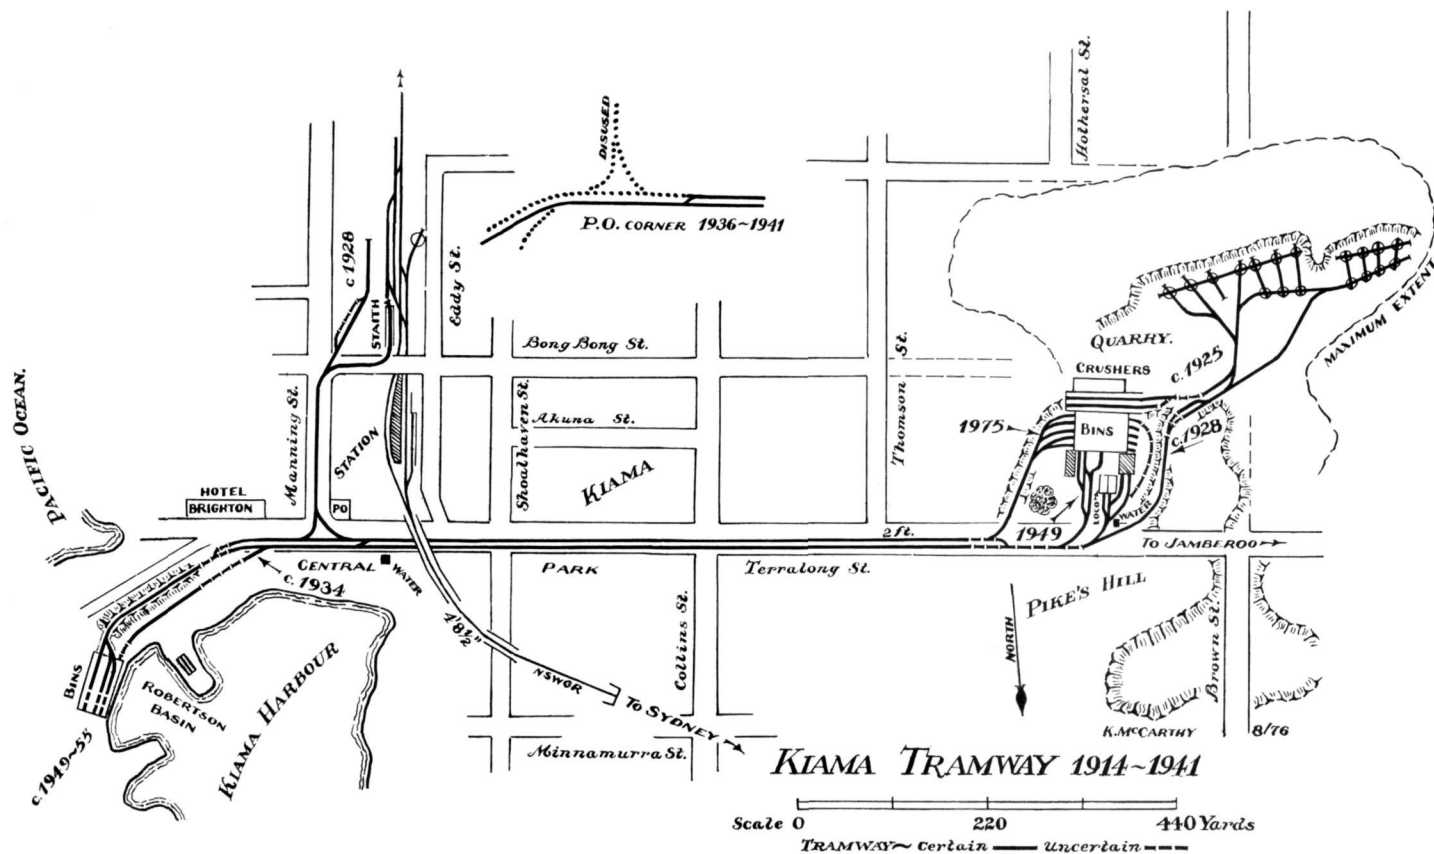 Hothersal St.
DISUSED
P.O. CORNER 1936~1941
c.1928
STAITH
Eddy St.
Bong Bong St.
Thomson St.
QUARRY.
MAXIMUM EXTENT
CRUSHERS
c.1925
PACIFIC OCEAN.
Manning St.
STATION
Shoalhaven St.
Akuna St.
1975
BINS
c.1928
KIAMA
HOTEL
BRIGHTON
PO
LOCOS
WATER
1949
2 ft.
TO JAMBEROO
CENTRAL
WATER
PARK
Terralong St.
c.1934
PIKE'S HILL
4'8½"
Collins St.
NORTH
Brown St.
BINS
ROBERTSON
BASIN
KIAMA HARBOUR
NSWGR
TO SYDNEY
c.1949~55
Minnamurra St.
K.McCARTHY
8/76
KIAMA TRAMWAY 1914~1941
Scale 0 220 440 Yards
TRAMWAY~ Certain Uncertain